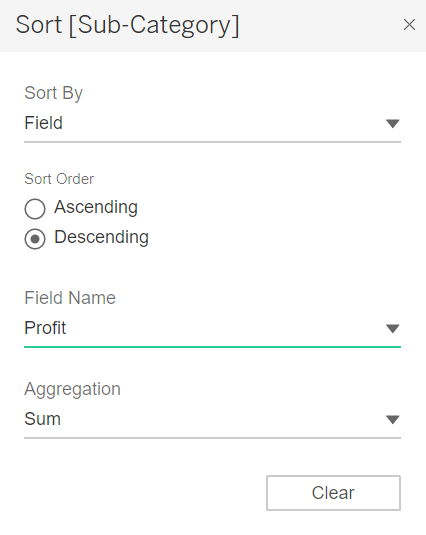 Sort [Sub-Category]
Sort By
Field
Sort Order
Ascending
Descending
Field Name
Profit
Aggregation
Sum
Clear